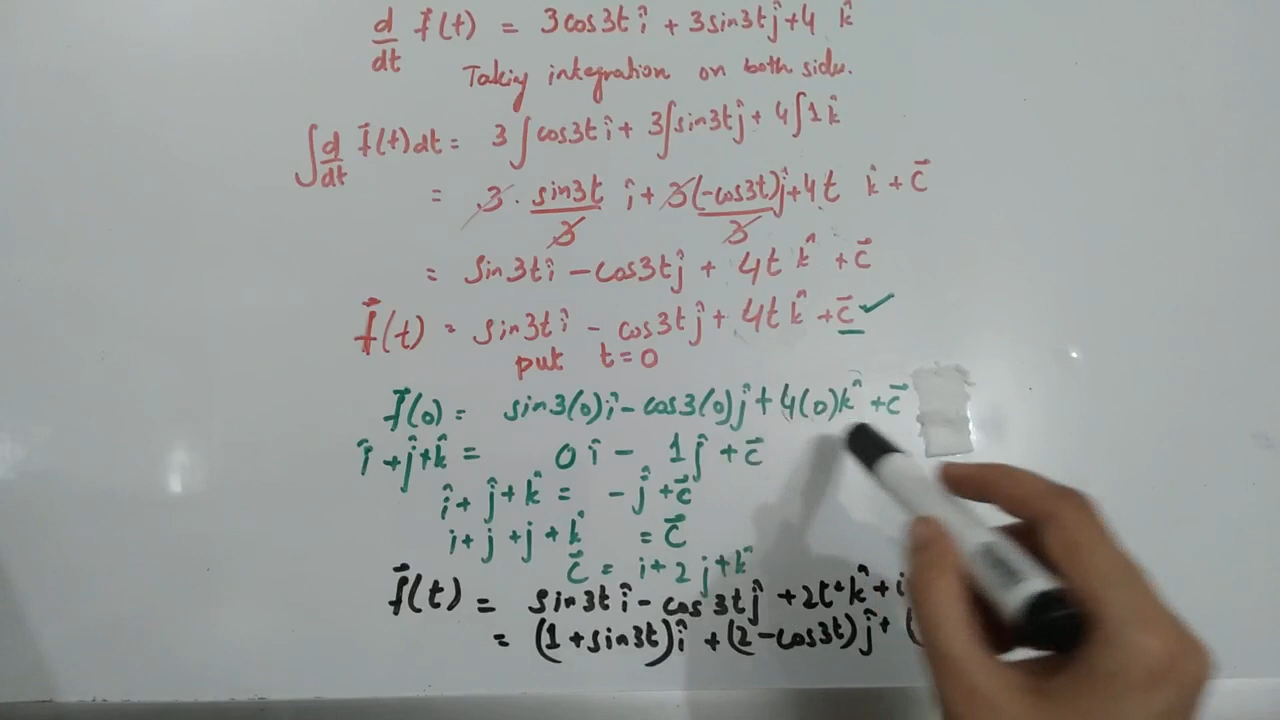 d/dt f⃗(t) = 3cos3t î + 3sin3t ĵ + 4 k̂
Taking integration on both side.
∫ d/dt f⃗(t) dt = 3∫cos3t î + 3∫sin3t ĵ + 4∫1 k̂
= 3 · sin3t/3 î + 3(-cos3t)/3 ĵ + 4t k̂ + c⃗
= sin3t î - cos3t ĵ + 4t k̂ + c⃗
f⃗(t) = sin3t î - cos3t ĵ + 4t k̂ + c⃗ ✓
put t = 0
f⃗(0) = sin3(0) î - cos3(0) ĵ + 4(0) k̂ + c⃗
î + ĵ + k̂ = 0 î - 1 ĵ + c⃗
î + ĵ + k̂ = - ĵ + c⃗
i + j + j + k̂ = c⃗
c⃗ = i + 2 j + k̂
f⃗(t) = sin3t î - cos3t ĵ + 2t² k̂ + i
= (1 + sin3t) î + (2 - cos3t) ĵ + (